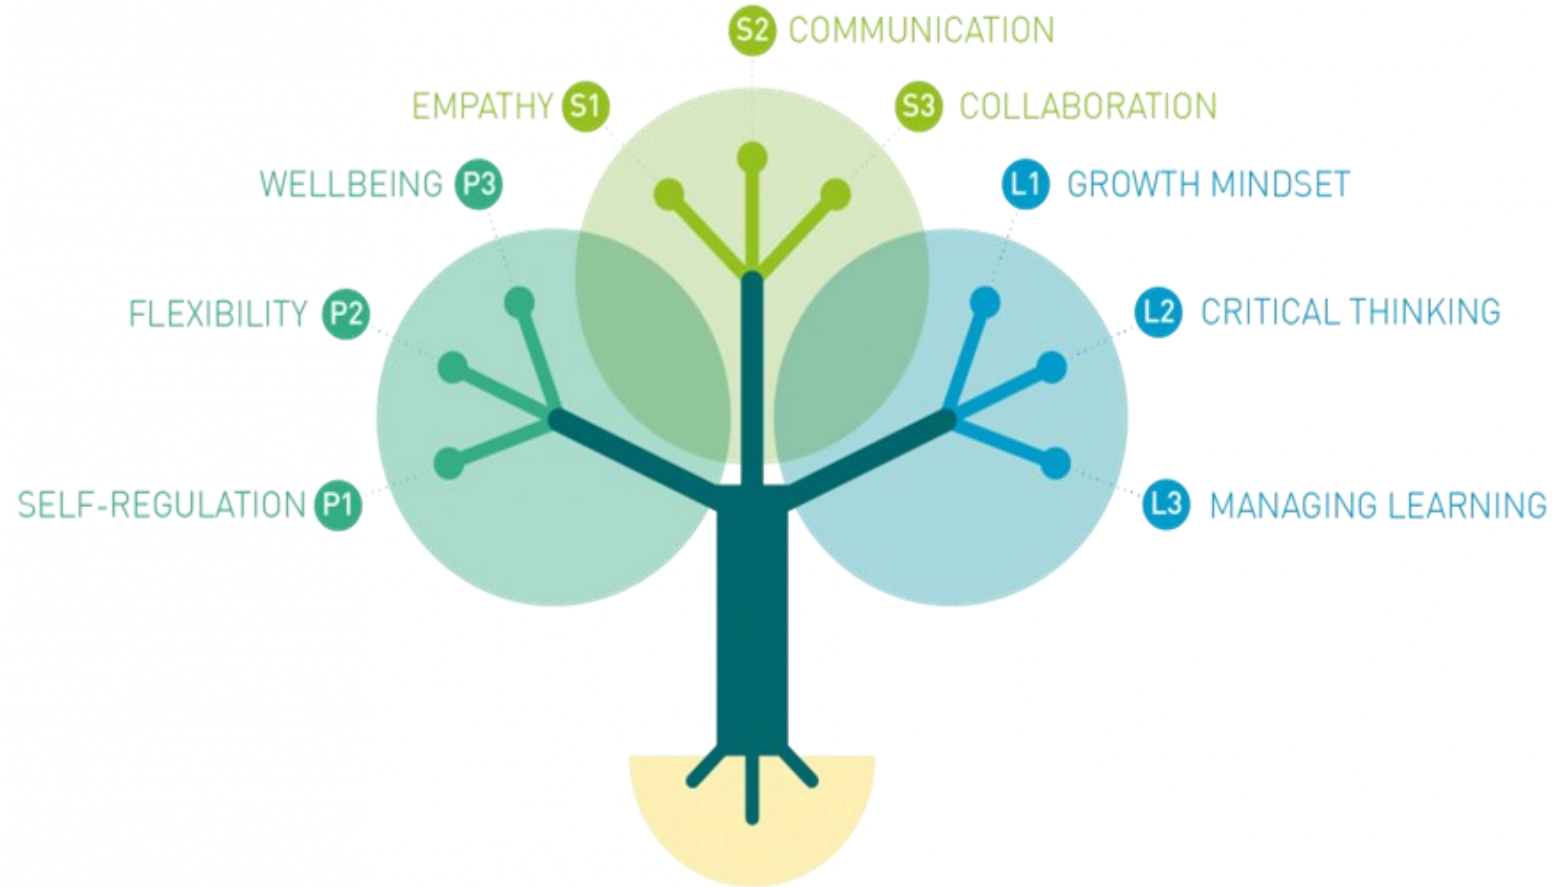 S2 COMMUNICATION
EMPATHY S1
S3 COLLABORATION
WELLBEING P3
L1 GROWTH MINDSET
FLEXIBILITY P2
L2 CRITICAL THINKING
SELF-REGULATION P1
L3 MANAGING LEARNING